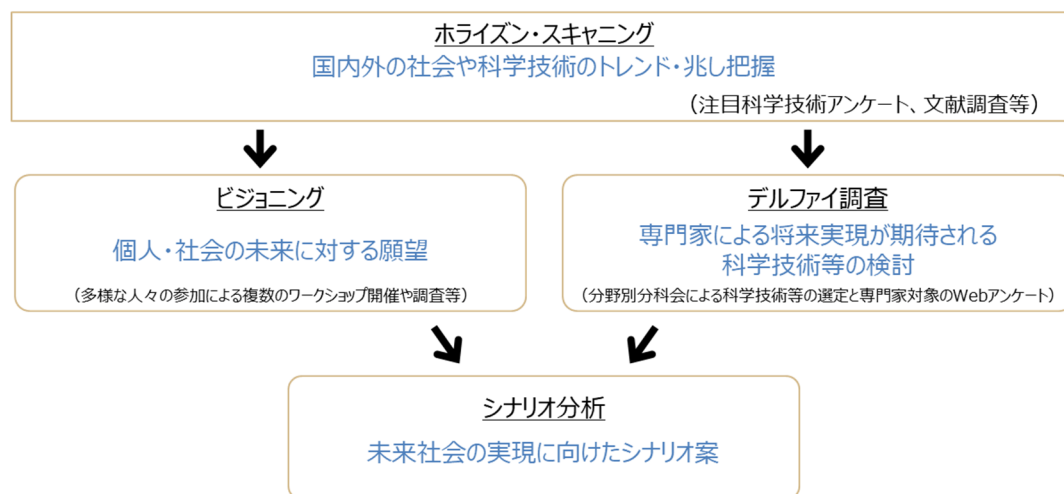 ホライズン・スキャニング
国内外の社会や科学技術のトレンド・兆し把握
（注目科学技術アンケート、文献調査等）
ビジョニング
個人・社会の未来に対する願望
（多様な人々の参加による複数のワークショップ開催や調査等）
デルファイ調査
専門家による将来実現が期待される
科学技術等の検討
（分野別分科会による科学技術等の選定と専門家対象のWebアンケート）
シナリオ分析
未来社会の実現に向けたシナリオ案